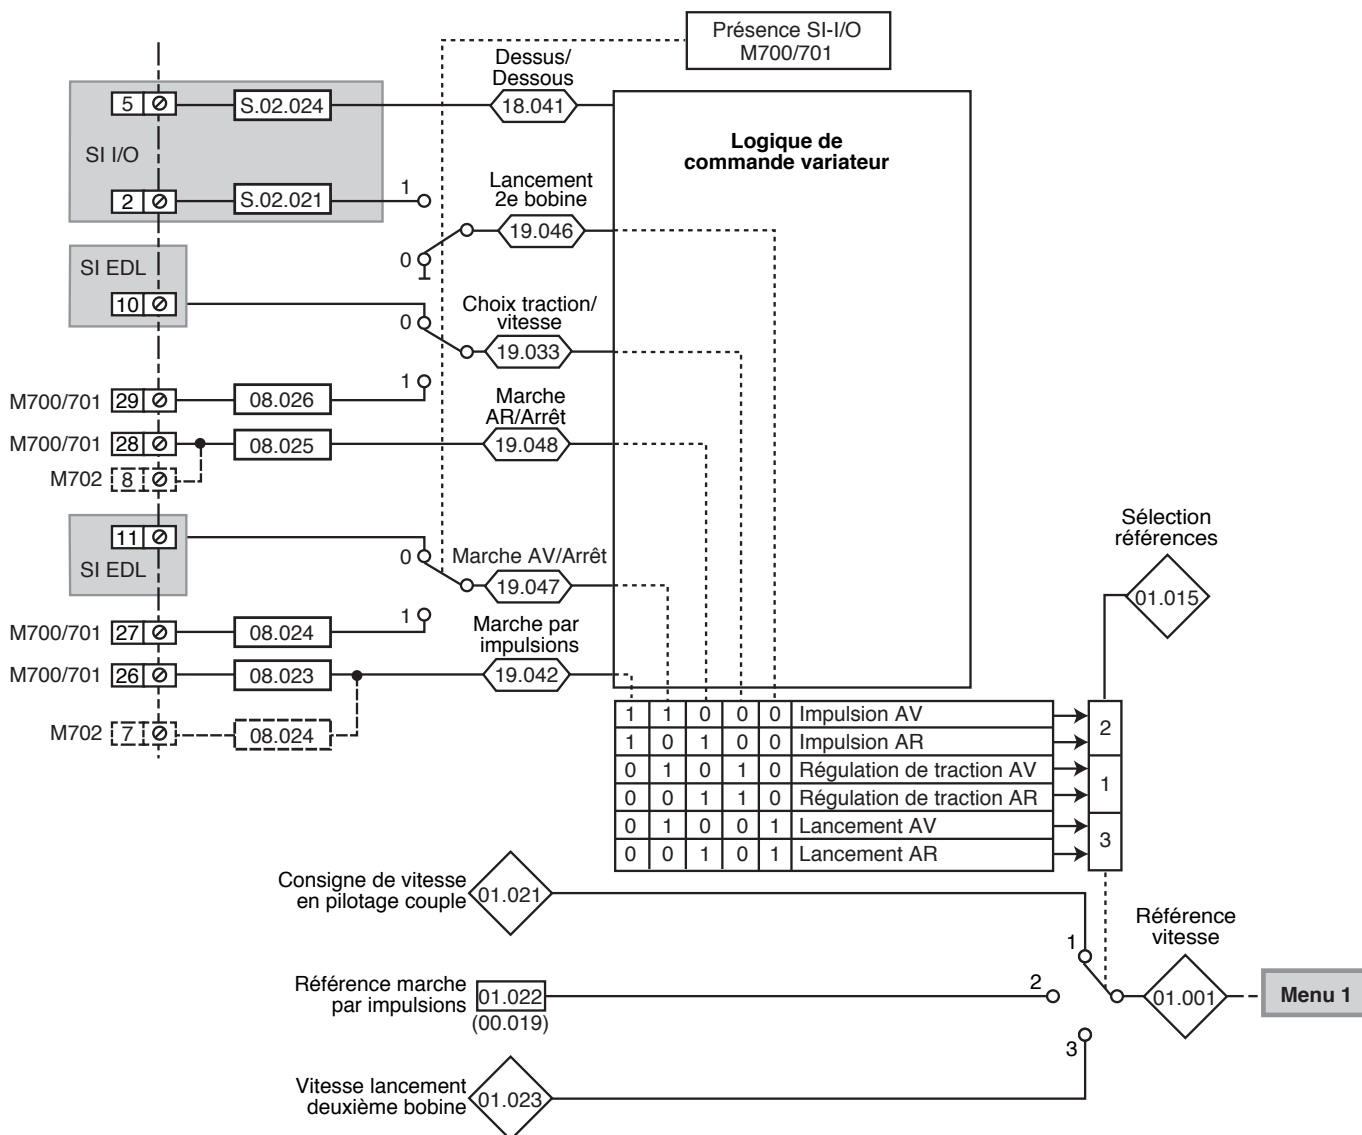 Présence SI-I/O
M700/701
Dessus/
Dessous
5
S.02.024
18.041
SI I/O
Logique de
commande variateur
2
S.02.021
1
Lancement
2e bobine
19.046
0
SI EDL
10
0
Choix traction/
vitesse
19.033
1
M700/701
29
08.026
Marche
AR/Arrêt
M700/701
28
08.025
19.048
M702
8
11
SI EDL
0
Marche AV/Arrêt
19.047
1
M700/701
27
08.024
Marche par
impulsions
M700/701
26
08.023
19.042
M702
7
08.024
Sélection
références
01.015
1 1 0 0 0 Impulsion AV
1 0 1 0 0 Impulsion AR
2
0 1 0 1 0 Régulation de traction AV
0 0 1 1 0 Régulation de traction AR
1
0 1 0 0 1 Lancement AV
0 0 1 0 1 Lancement AR
3
Consigne de vitesse
en pilotage couple
01.021
1
Référence
vitesse
Référence marche
par impulsions
01.022
(00.019)
2
01.001
Menu 1
3
Vitesse lancement
deuxième bobine
01.023